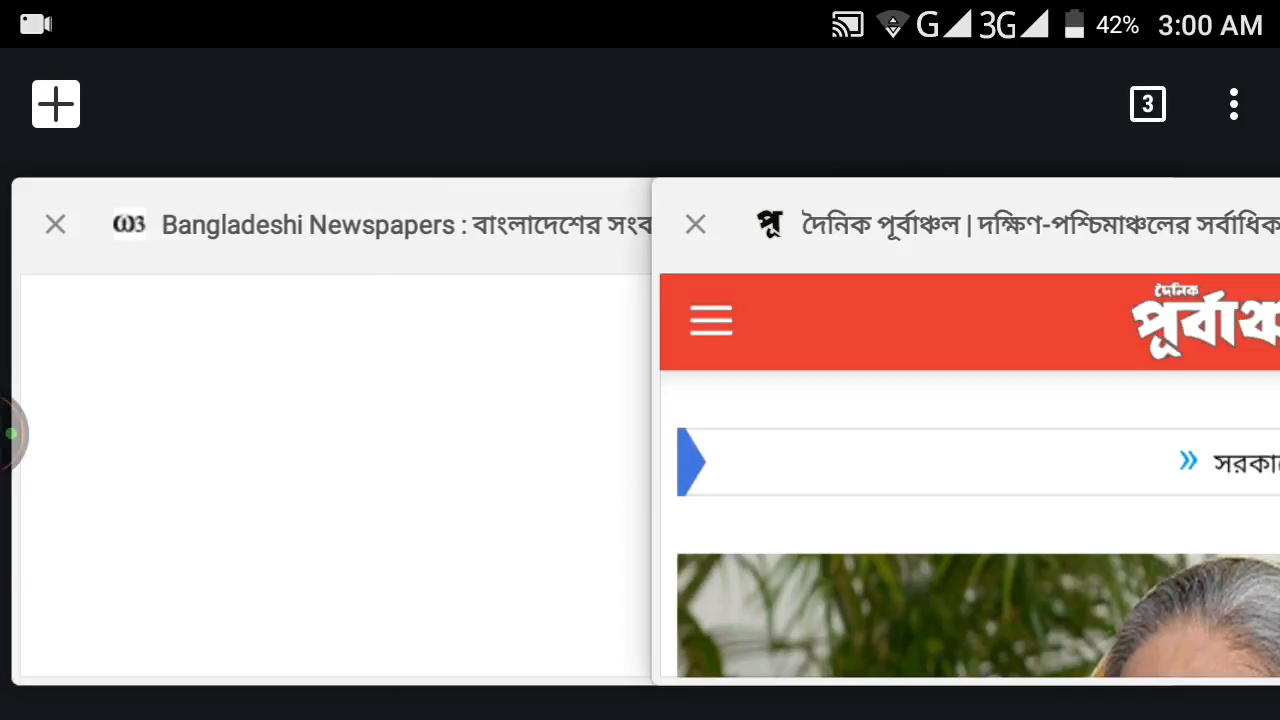 G 3G 42% 3:00 AM
3
Bangladeshi Newspapers : বাংলাদেশের সংব
পূ দৈনিক পূর্বাঞ্চল | দক্ষিণ-পশ্চিমাঞ্চলের সর্বাধিক
দৈনিক
পূর্বাঞ্চ
» সরকা